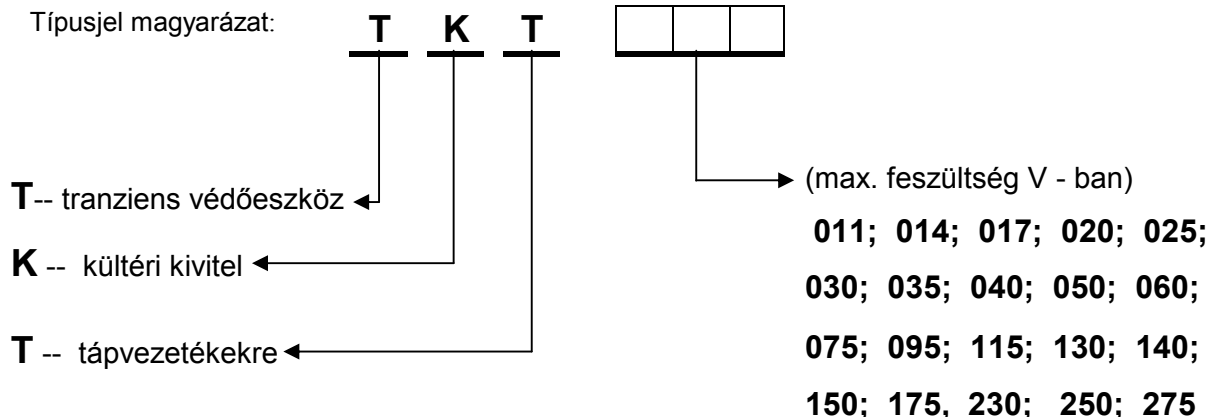 Típusjel magyarázat: T K T
T-- tranziens védőeszköz
(max. feszültség V - ban)
011; 014; 017; 020; 025;
K -- kültéri kivitel
030; 035; 040; 050; 060;
T -- tápvezetékekre
075; 095; 115; 130; 140;
150; 175, 230; 250; 275